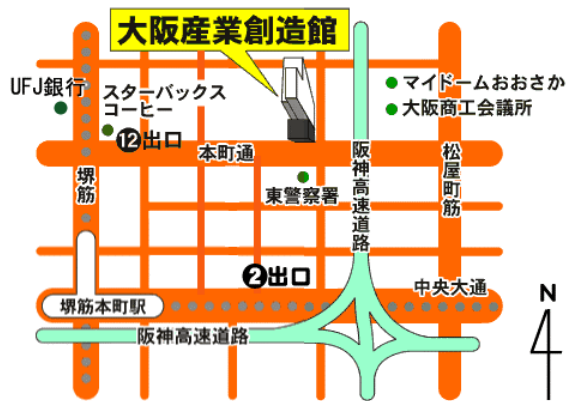 大阪産業創造館
UFJ銀行
スターバックス
コーヒー
マイドームおおさか
大阪商工会議所
⓬出口
本町通
堺筋
東警察署
阪神高速道路
松屋町筋
❷出口
中央大通
堺筋本町駅
阪神高速道路
N
4